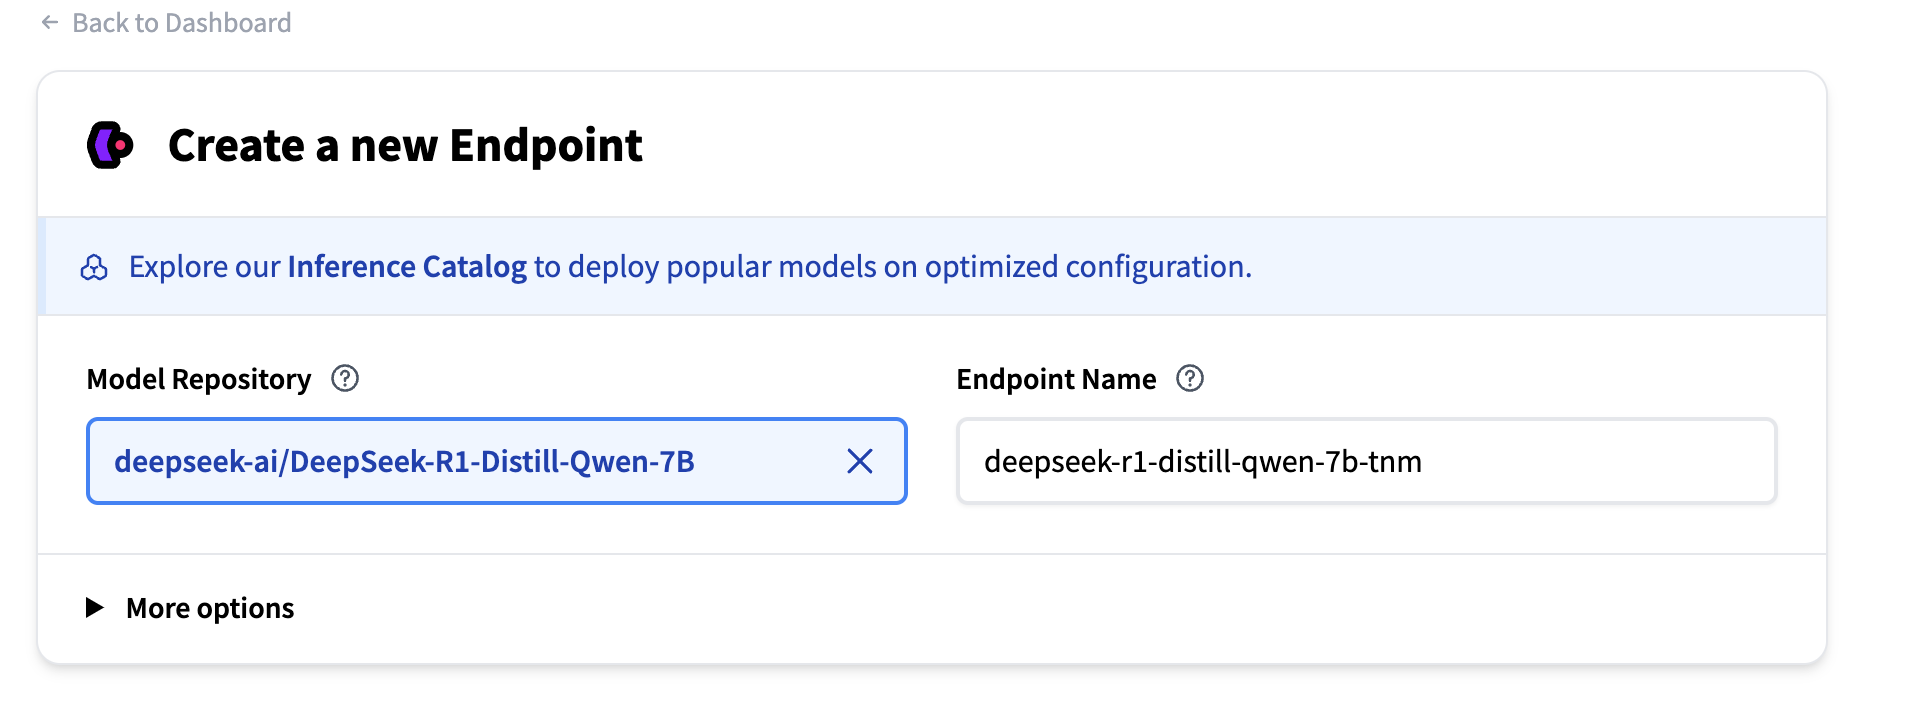 ← Back to Dashboard
Create a new Endpoint
Explore our Inference Catalog to deploy popular models on optimized configuration.
Model Repository ?
Endpoint Name ?
deepseek-ai/DeepSeek-R1-Distill-Qwen-7B
deepseek-r1-distill-qwen-7b-tnm
More options